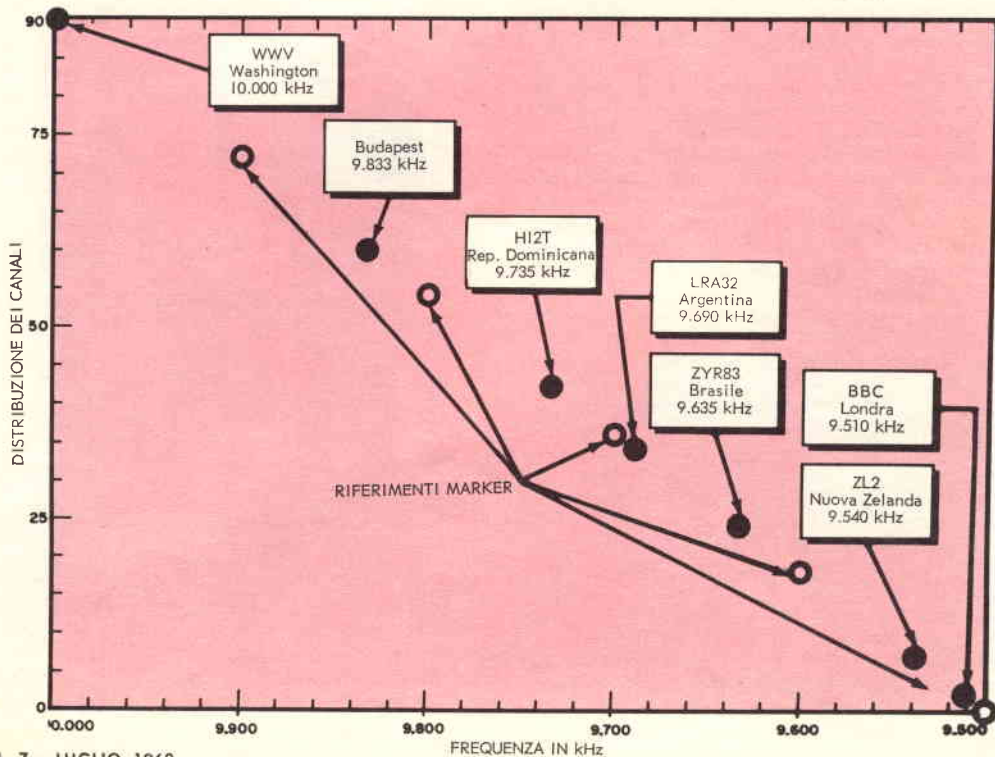 90
75
50
25
0
DISTRIBUZIONE DEI CANALI
WWV
Washington
10.000 kHz
Budapest
9.833 kHz
HI2T
Rep. Dominicana
9.735 kHz
LRA32
Argentina
9.690 kHz
ZYR83
Brasile
9.635 kHz
BBC
Londra
9.510 kHz
ZL2
Nuova Zelanda
9.540 kHz
RIFERIMENTI MARKER
10.000
9.900
9.800
9.700
9.600
9.500
FREQUENZA IN kHz